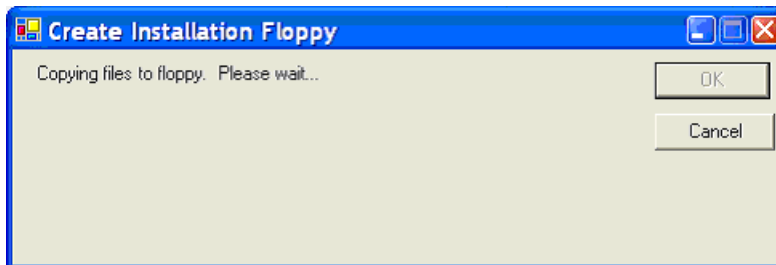 Create Installation Floppy
Copying files to floppy.  Please wait...
OK
Cancel